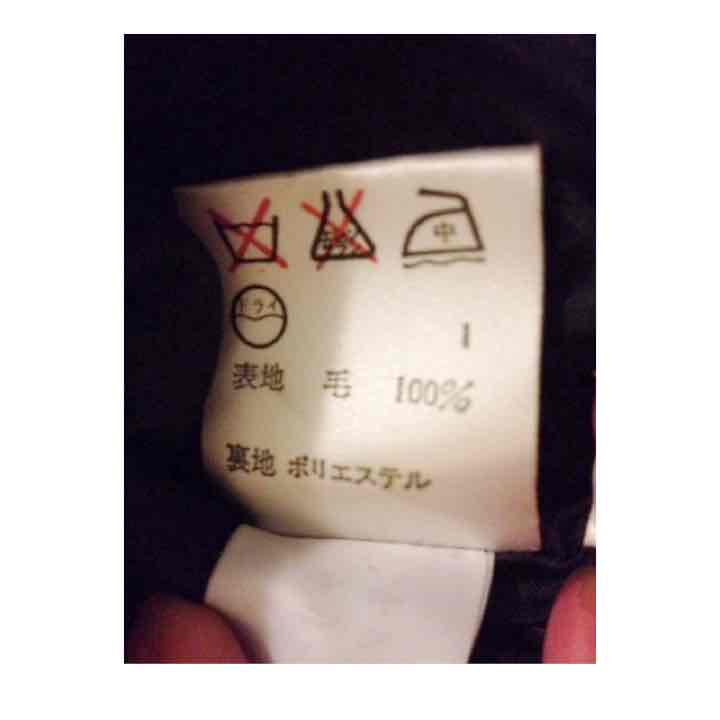 中
ドライ
1
表地 毛 100%
裏地 ポリエステル